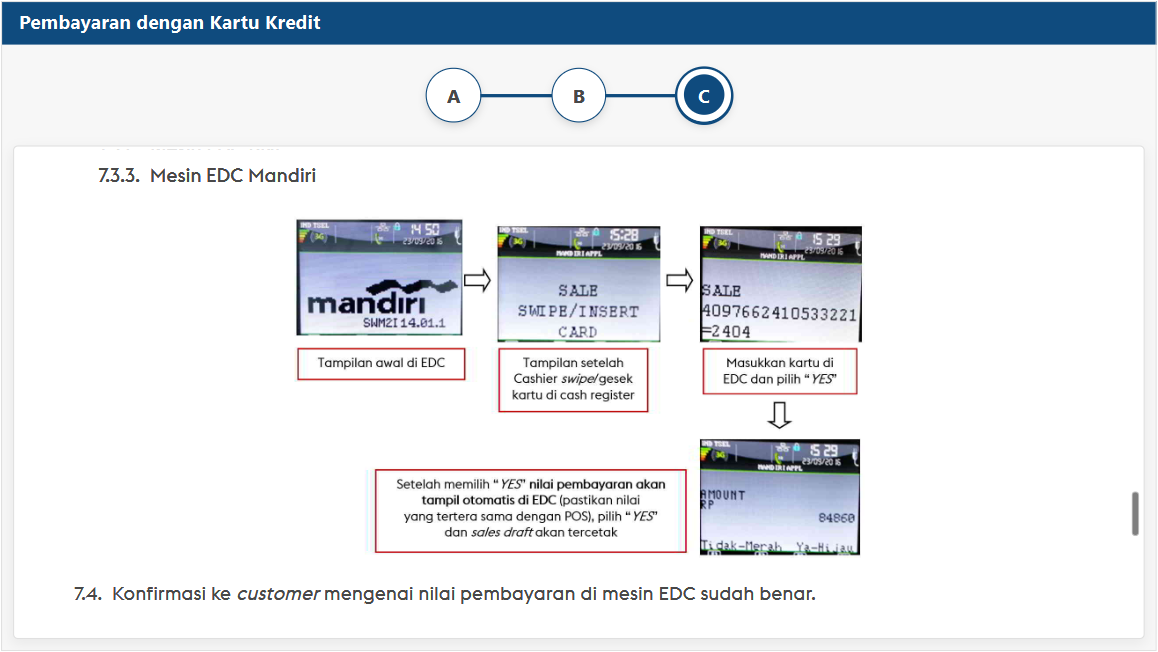 Pembayaran dengan Kartu Kredit
A
B
C
7.3.3. Mesin EDC Mandiri
IND TSEL
3G
14 50
23/09/2016
mandırı
SWM2I14.01.1
IND TSEL
3G
15:28
23/09/2016
MANDIRI APPL
SALE
SWIPE/INSERT
CARD
IND TSEL
3G
15 29
23/09/2016
MANDIRI APPL
SALE
4097662410533221
=2404
Tampilan awal di EDC
Tampilan setelah
Cashier swipe/gesek
kartu di cash register
Masukkan kartu di
EDC dan pilih "YES"
IND TSEL
3G
15 29
23/09/2016
MANDIRI APPL
AMOUNT
RP
84860
Tidak-Merah Ya-Hijau
Setelah memilih "YES" nilai pembayaran akan
tampil otomatis di EDC (pastikan nilai
yang tertera sama dengan POS), pilih "YES"
dan sales draft akan tercetak
7.4. Konfirmasi ke customer mengenai nilai pembayaran di mesin EDC sudah benar.